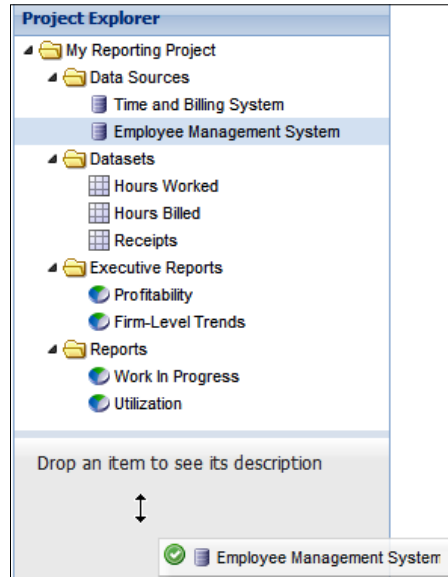 Project Explorer
My Reporting Project
Data Sources
Time and Billing System
Employee Management System
Datasets
Hours Worked
Hours Billed
Receipts
Executive Reports
Profitability
Firm-Level Trends
Reports
Work In Progress
Utilization
Drop an item to see its description
Employee Management System